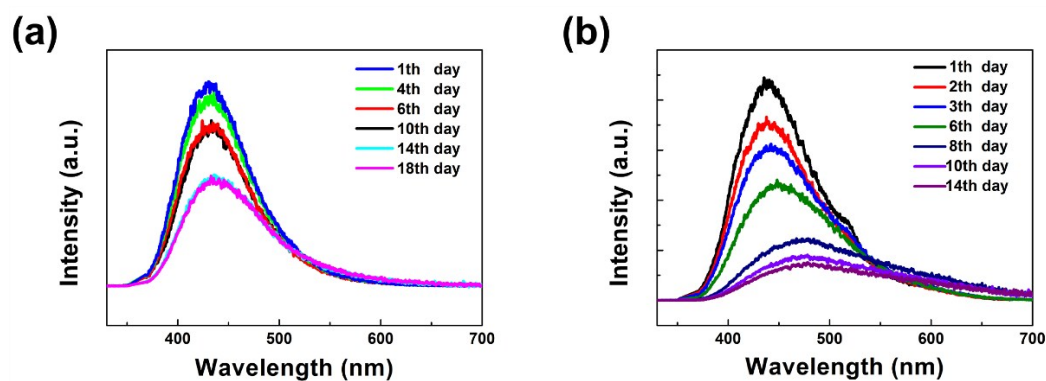 (a)
1th day
4th day
6th day
10th day
14th day
18th day
Intensity (a.u.)
400 500 600 700
Wavelength (nm)
(b)
1th day
2th day
3th day
6th day
8th day
10th day
14th day
Intensity (a.u.)
400 500 600 700
Wavelength (nm)